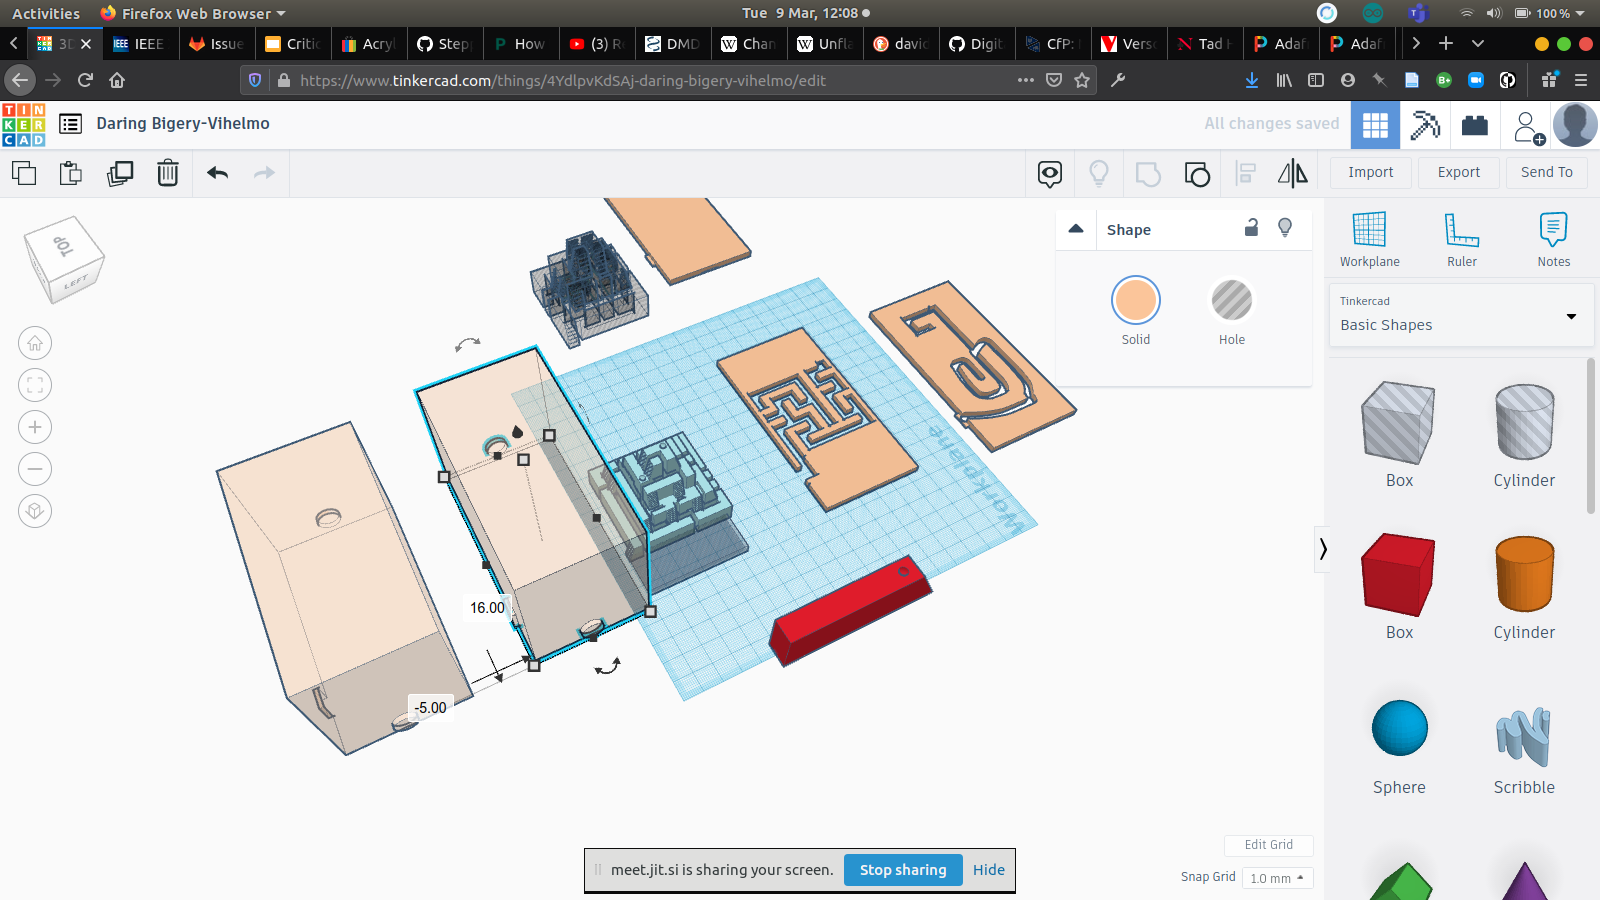 Activities
Firefox Web Browser
Tue 9 Mar, 12:08
100 %
3D
IEEE
Issue
Critic
Acryl
Step
How
(3) R
DMD
Chan
Unfla
david
Digit
CfP:
Vers
Tad H
Adaf
Adaf
https://www.tinkercad.com/things/4YdlpvKdSAj-daring-bigery-vihelmo/edit
TIN
KER
CAD
Daring Bigery-Vihelmo
All changes saved
Import
Export
Send To
TOP
LEFT
Shape
Solid
Hole
Workplane
Ruler
Notes
Tinkercad
Basic Shapes
Box
Cylinder
Box
Cylinder
Sphere
Scribble
Workplane
16.00
-5.00
Edit Grid
Snap Grid
1.0 mm
meet.jit.si is sharing your screen.
Stop sharing
Hide